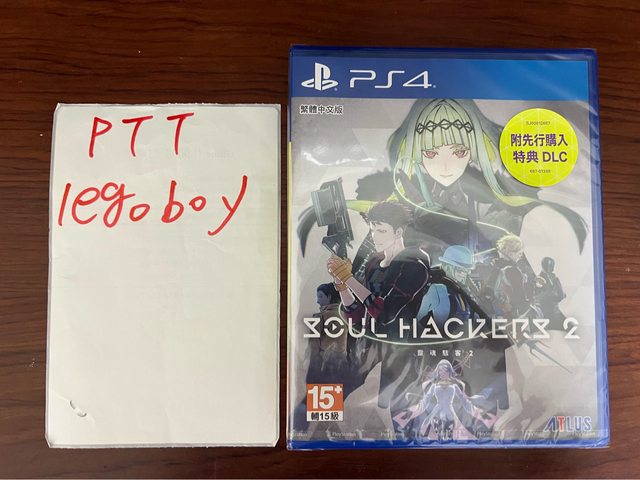 PTT
legoboy
PS4
繁體中文版
附先行購入
特典 DLC
SOUL HACKERS 2
靈魂駭客 2
15+
輔15級
ATLUS